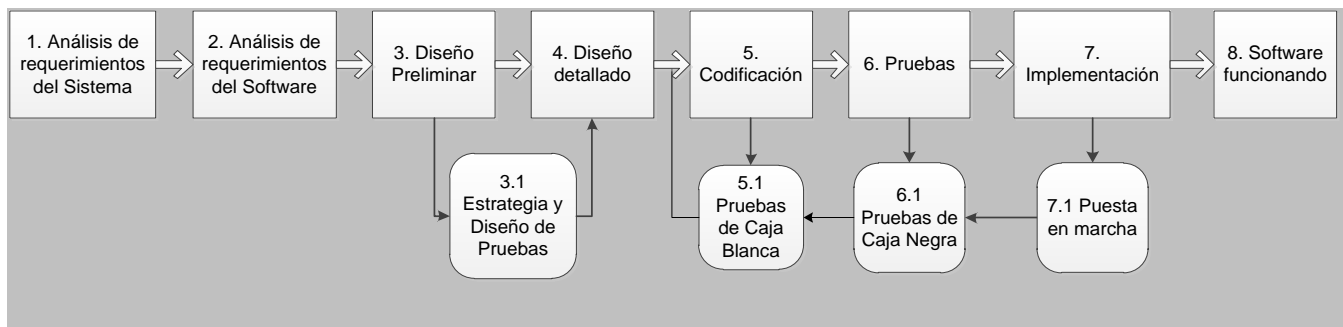 1. Análisis de
requerimientos
del Sistema
2. Análisis de
requerimientos
del Software
3. Diseño
Preliminar
4. Diseño
detallado
5.
Codificación
6. Pruebas
7.
Implementación
8. Software
funcionando
3.1
Estrategia y
Diseño de
Pruebas
5.1
Pruebas
de Caja
Blanca
6.1
Pruebas de
Caja Negra
7.1 Puesta
en marcha